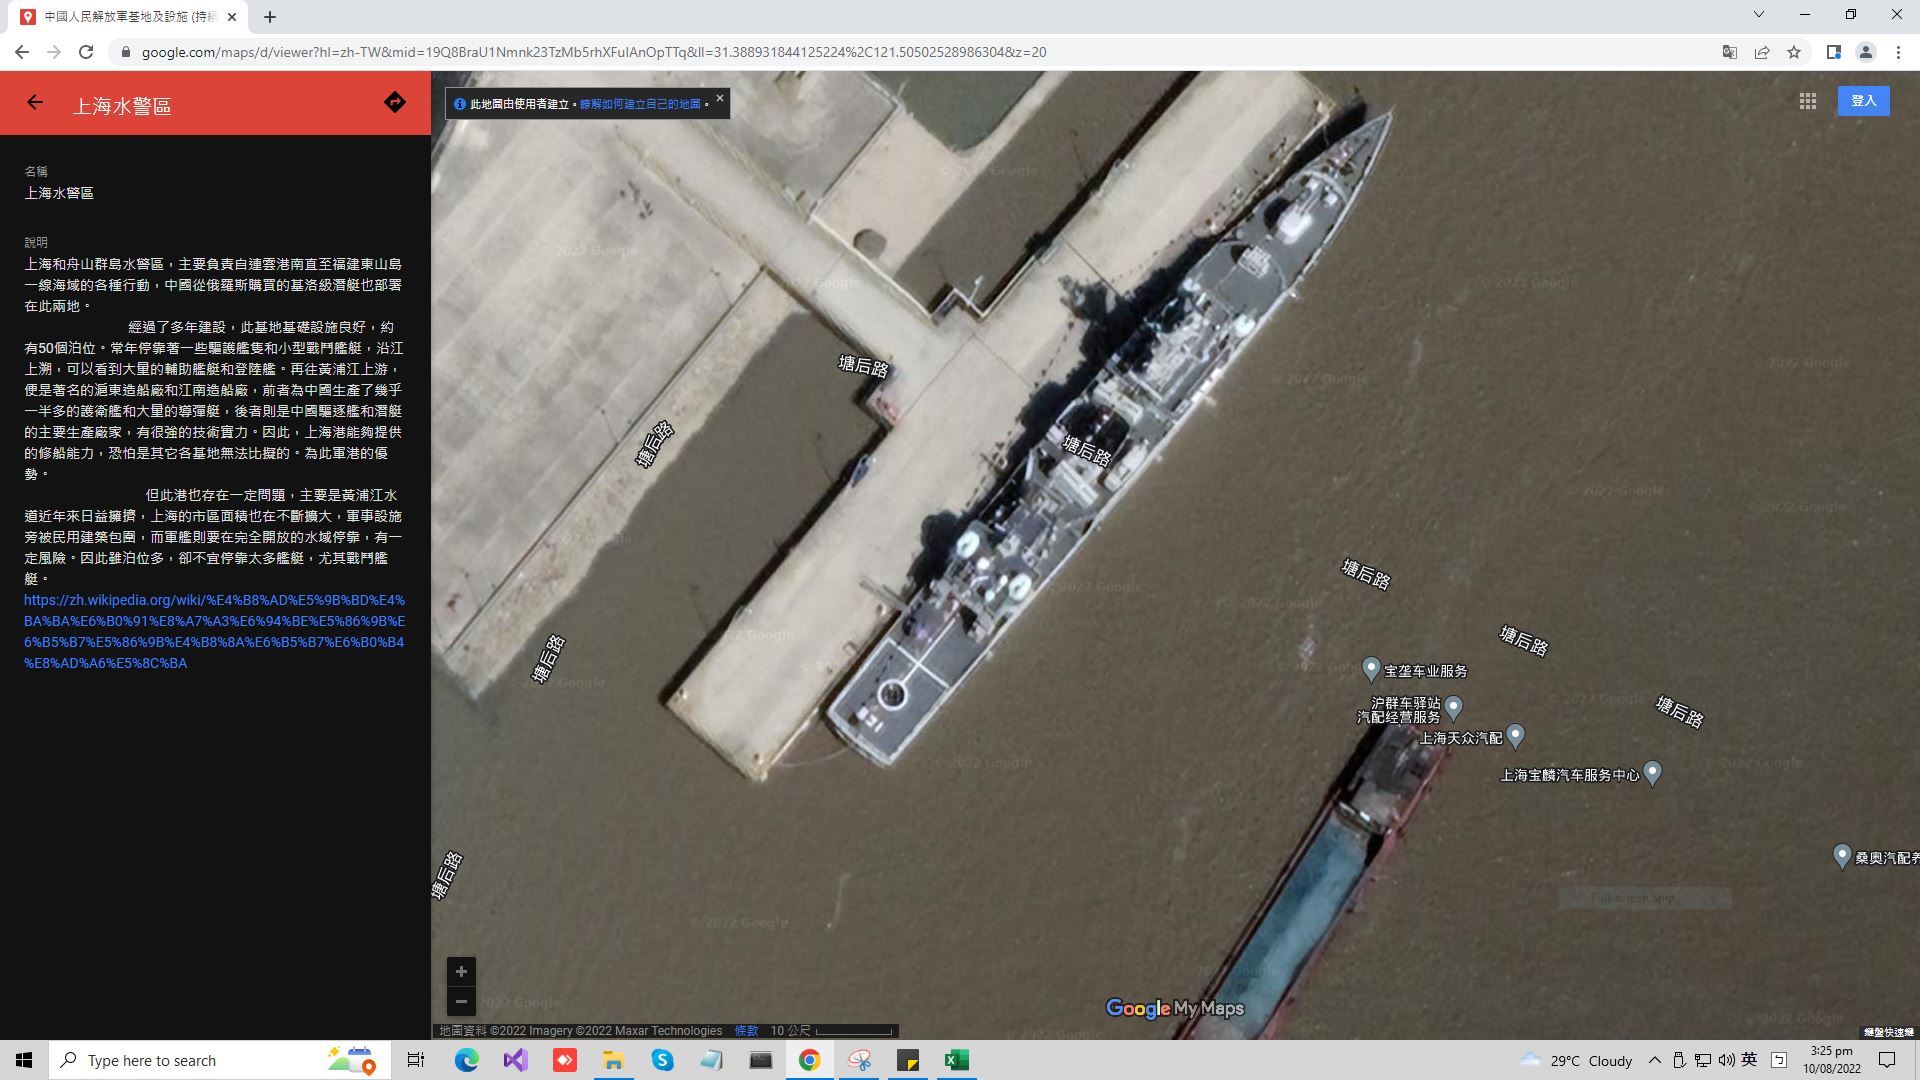 中國人民解放軍基地及設施 (持續
google.com/maps/d/viewer?hl=zh-TW&mid=19Q8BraU1Nmnk23TzMb5rhXFulAnOpTTq&ll=31.388931844125224%2C121.50502528986304&z=20
上海水警區
此地圖由使用者建立。瞭解如何建立自己的地圖。
登入
名稱
上海水警區
說明
上海和舟山群島水警區，主要負責自連雲港南直至福建東山島
一線海域的各種行動，中國從俄羅斯購買的基洛級潛艇也部署
在此兩地。
經過了多年建設，此基地基礎設施良好，約
有50個泊位。常年停靠著一些驅護艦隻和小型戰鬥艦艇，沿江
上溯，可以看到大量的輔助艦艇和登陸艦。再往黃浦江上游，
便是著名的滬東造船廠和江南造船廠，前者為中國生產了幾乎
一半多的護衛艦和大量的導彈艇，後者則是中國驅逐艦和潛艇
的主要生產廠家，有很強的技術實力。因此，上海港能夠提供
的修船能力，恐怕是其它各基地無法比擬的。為此軍港的優
勢。
但此港也存在一定問題，主要是黃浦江水
道近年來日益擁擠，上海的市區面積也在不斷擴大，軍事設施
旁被民用建築包圍，而軍艦則要在完全開放的水域停靠，有一
定風險。因此雖泊位多，卻不宜停靠太多艦艇，尤其戰鬥艦
艇。
https://zh.wikipedia.org/wiki/%E4%B8%AD%E5%9B%BD%E4%
BA%BA%E6%B0%91%E8%A7%A3%E6%94%BE%E5%86%9B%E
6%B5%B7%E5%86%9B%E4%B8%8A%E6%B5%B7%E6%B0%B4
%E8%AD%A6%E5%8C%BA
塘后路
塘后路
塘后路
塘后路
塘后路
塘后路
塘后路
塘后路
531
宝垄车业服务
沪群车驿站
汽配经营服务
上海天众汽配
上海宝麟汽车服务中心
桑奥汽配养
Full-screen Snip
© 2022 Google
Google My Maps
地圖資料 ©2022 Imagery ©2022 Maxar Technologies 條款 10 公尺
鍵盤快速鍵
Type here to search
29°C Cloudy
英
3:25 pm
10/08/2022